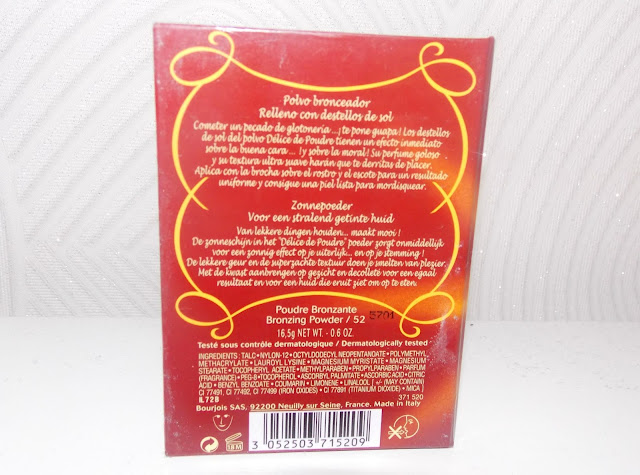 Polvo bronceador
Relleno con destellos de sol
Cometer un pecado de glotonería ...¡te pone guapa! Los destellos
de sol del polvo Délice de Poudre tienen un efecto inmediato
sobre la buena cara ... ¡y sobre la moral! Su perfume goloso
y su textura ultra suave harán que te derritas de placer.
Aplica con la brocha sobre el rostro y el escote para un resultado
uniforme y consigue una piel lista para mordisquear.
Zonnepoeder
Voor een stralend getinte huid
Van lekkere dingen houden... maakt mooi !
De zonneschijn in het "Délice de Poudre" poeder zorgt onmiddellijk
voor een zonnig effect op je uiterlijk... en op je stemming !
De lekkere geur en de superzachte textuur doen je smelten van plezier.
Met de kwast aanbrengen op gezicht en decolleté voor een egaal
resultaat en voor een huid die eruit ziet om op te eten.
Poudre Bronzante
Bronzing Powder / 52 5701
16,5g NET WT. - 0.6 OZ.
Testé sous contrôle dermatologique / Dermatologically tested
INGREDIENTS : TALC • NYLON-12 • OCTYLDODECYL NEOPENTANOATE • POLYMETHYL
METHACRYLATE • LAUROYL LYSINE • MAGNESIUM MYRISTATE • MAGNESIUM
STEARATE • TOCOPHERYL ACETATE • METHYLPARABEN • PROPYLPARABEN • PARFUM
(FRAGRANCE) • PEG-8 • TOCOPHEROL • ASCORBYL PALMITATE • ASCORBIC ACID • CITRIC
ACID • BENZYL BENZOATE • COUMARIN • LIMONENE • LINALOOL [ +/- (MAY CONTAIN)
CI 77491, CI 77492, CI 77499 (IRON OXIDES) • CI 77891 (TITANIUM DIOXIDE) • MICA ]
IL72B 371 520
Bourjois SAS, 92200 Neuilly sur Seine, France. Made in Italy
18M
3 052503 715209